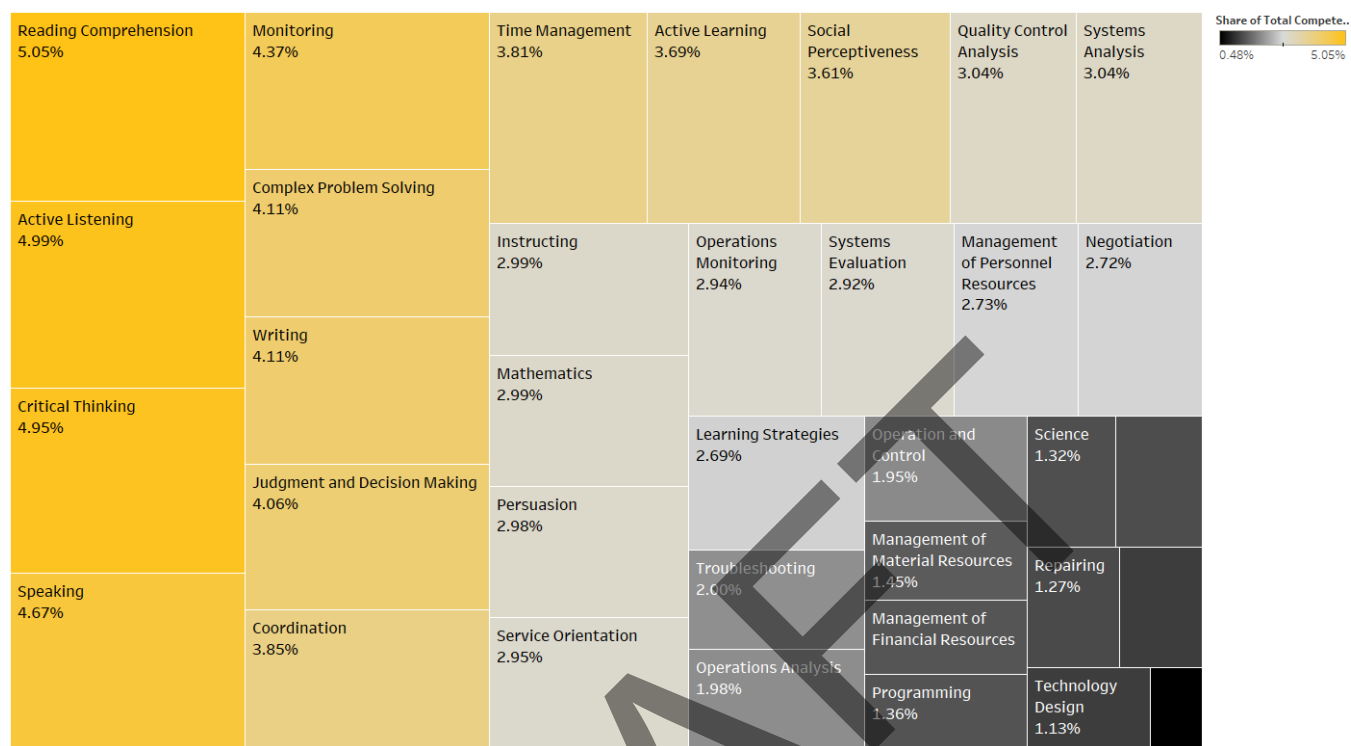 Reading Comprehension
5.05%
Active Listening
4.99%
Critical Thinking
4.95%
Speaking
4.67%
Monitoring
4.37%
Complex Problem Solving
4.11%
Writing
4.11%
Judgment and Decision Making
4.06%
Coordination
3.85%
Time Management
3.81%
Active Learning
3.69%
Social
Perceptiveness
3.61%
Quality Control
Analysis
3.04%
Systems
Analysis
3.04%
Instructing
2.99%
Mathematics
2.99%
Persuasion
2.98%
Service Orientation
2.95%
Operations
Monitoring
2.94%
Systems
Evaluation
2.92%
Management
of Personnel
Resources
2.73%
Negotiation
2.72%
Learning Strategies
2.69%
Troubleshooting
2.00%
Operations Analysis
1.98%
Operation and
Control
1.95%
Management of
Material Resources
1.45%
Management of
Financial Resources
Programming
1.36%
Science
1.32%
Repairing
1.27%
Technology
Design
1.13%
Share of Total Compete..
0.48% 5.05%